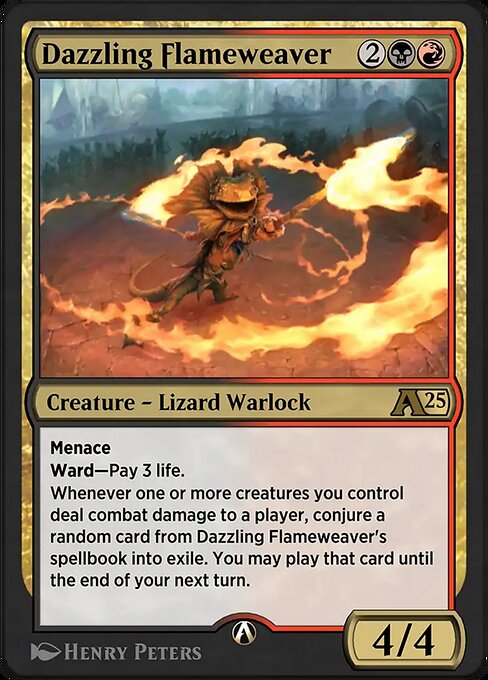 Dazzling Flameweaver 2
Creature – Lizard Warlock A25
Menace
Ward—Pay 3 life.
Whenever one or more creatures you control
deal combat damage to a player, conjure a
random card from Dazzling Flameweaver's
spellbook into exile. You may play that card until
the end of your next turn.
4/4
Henry Peters